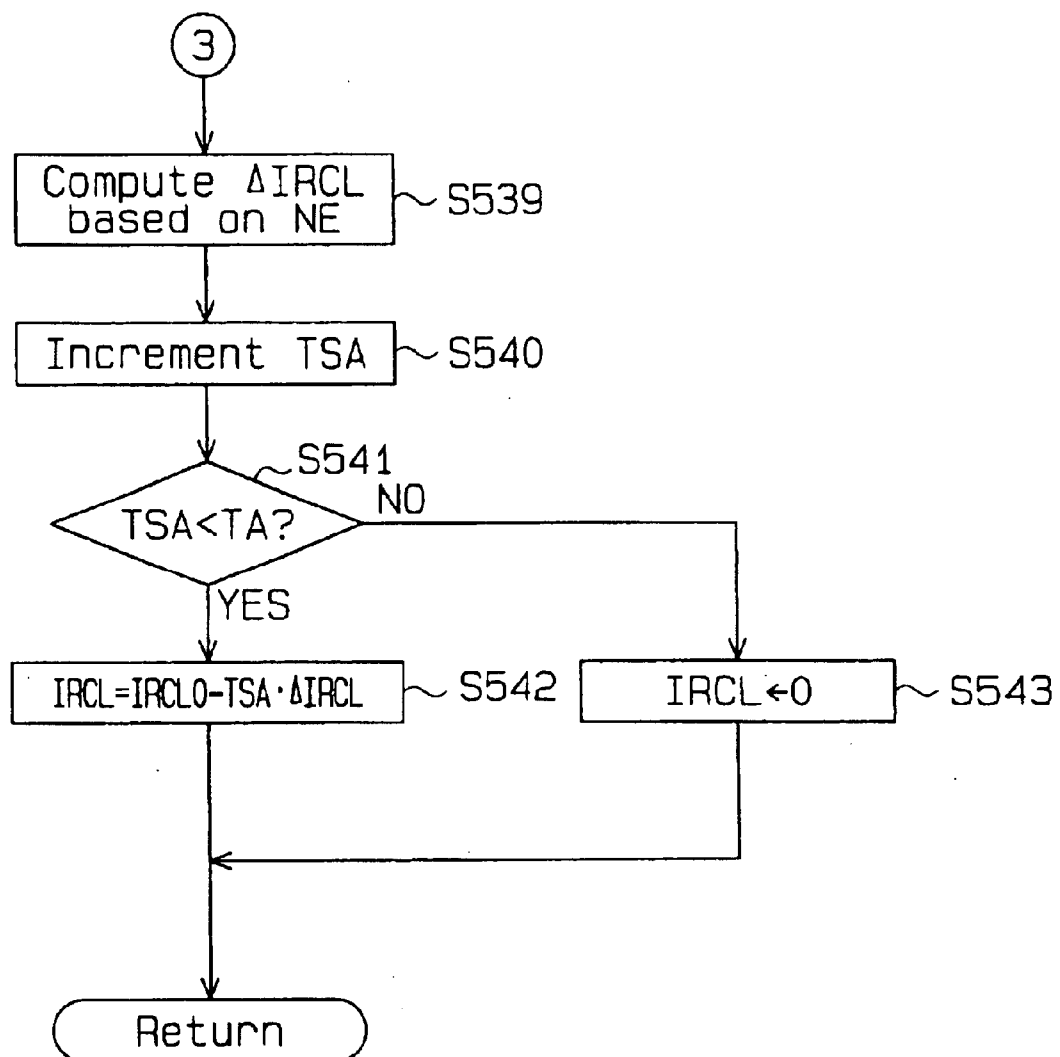 3
Compute ΔIRCL
based on NE
S539
Increment TSA
S540
S541
TSA<TA?
NO
YES
IRCL=IRCL0-TSA·ΔIRCL
S542
IRCL←0
S543
Return